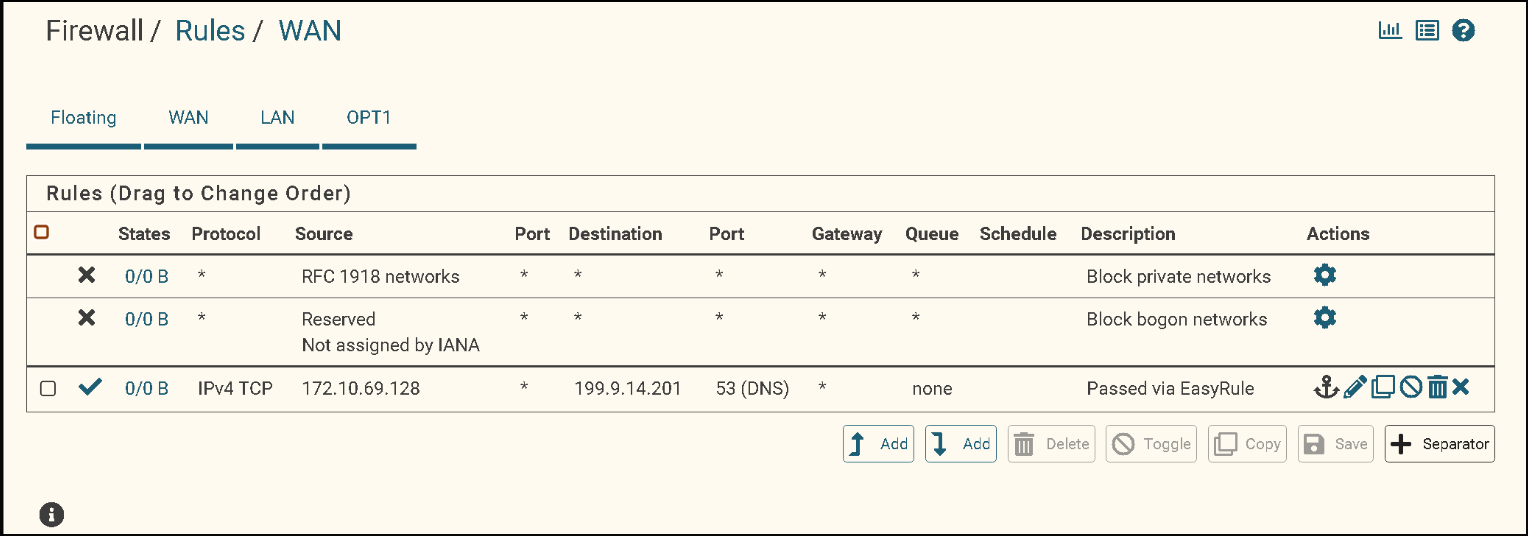 Firewall / Rules / WAN
Floating WAN LAN OPT1
Rules (Drag to Change Order)
States Protocol Source Port Destination Port Gateway Queue Schedule Description Actions
0/0 B * RFC 1918 networks * * * * * Block private networks
0/0 B * Reserved * * * * * Block bogon networks
Not assigned by IANA
0/0 B IPv4 TCP 172.10.69.128 * 199.9.14.201 53 (DNS) * none Passed via EasyRule
Add Add Delete Toggle Copy Save Separator